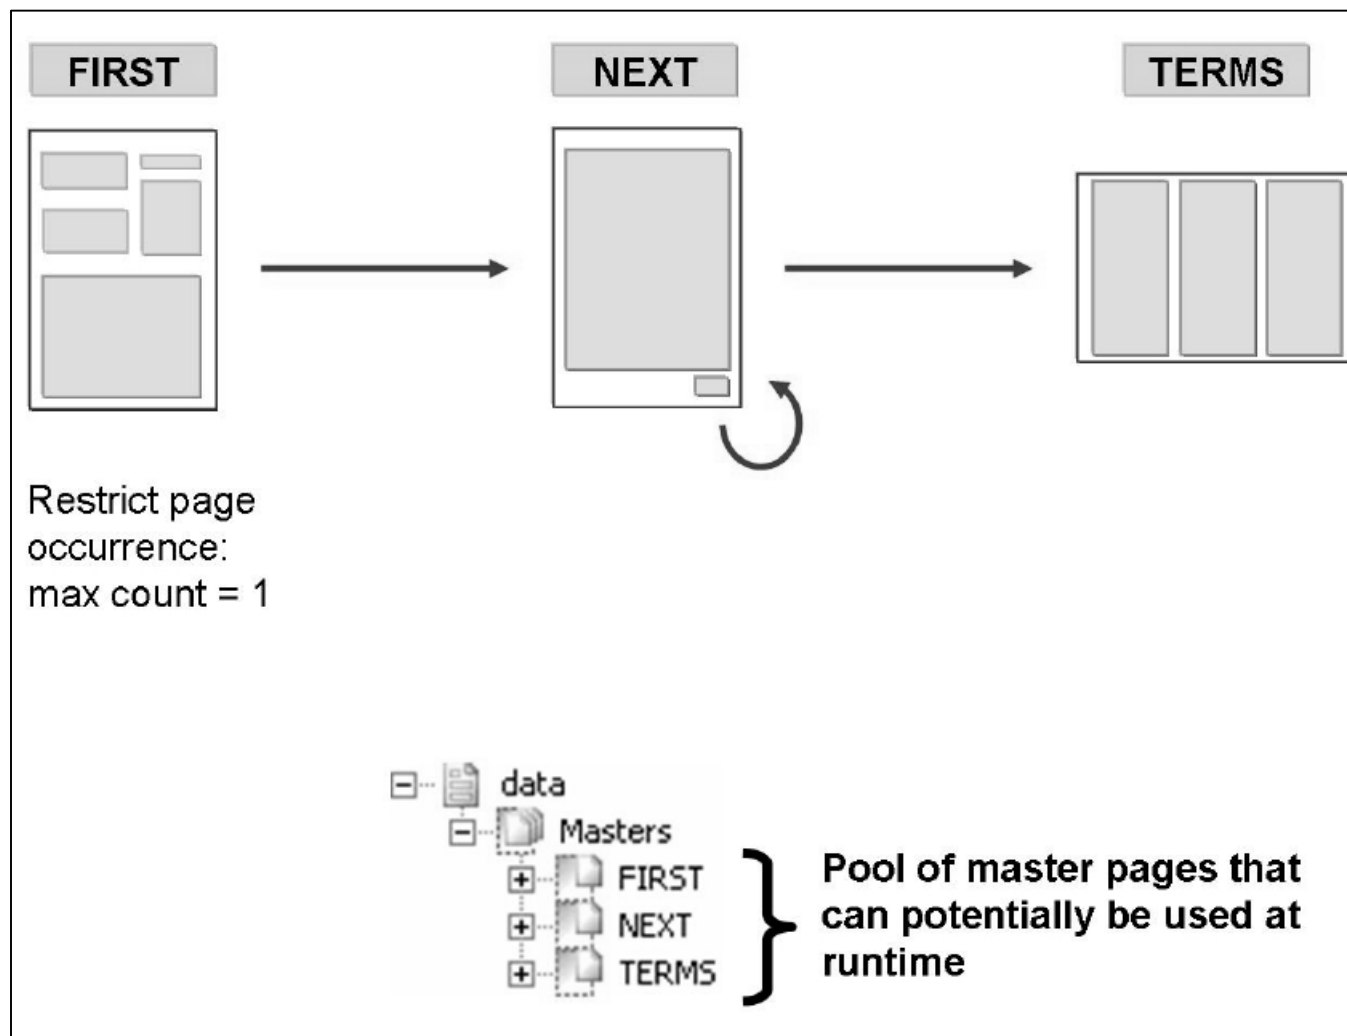 FIRST
NEXT
TERMS
Restrict page
occurrence:
max count = 1
data
Masters
FIRST
NEXT
TERMS
Pool of master pages that
can potentially be used at
runtime